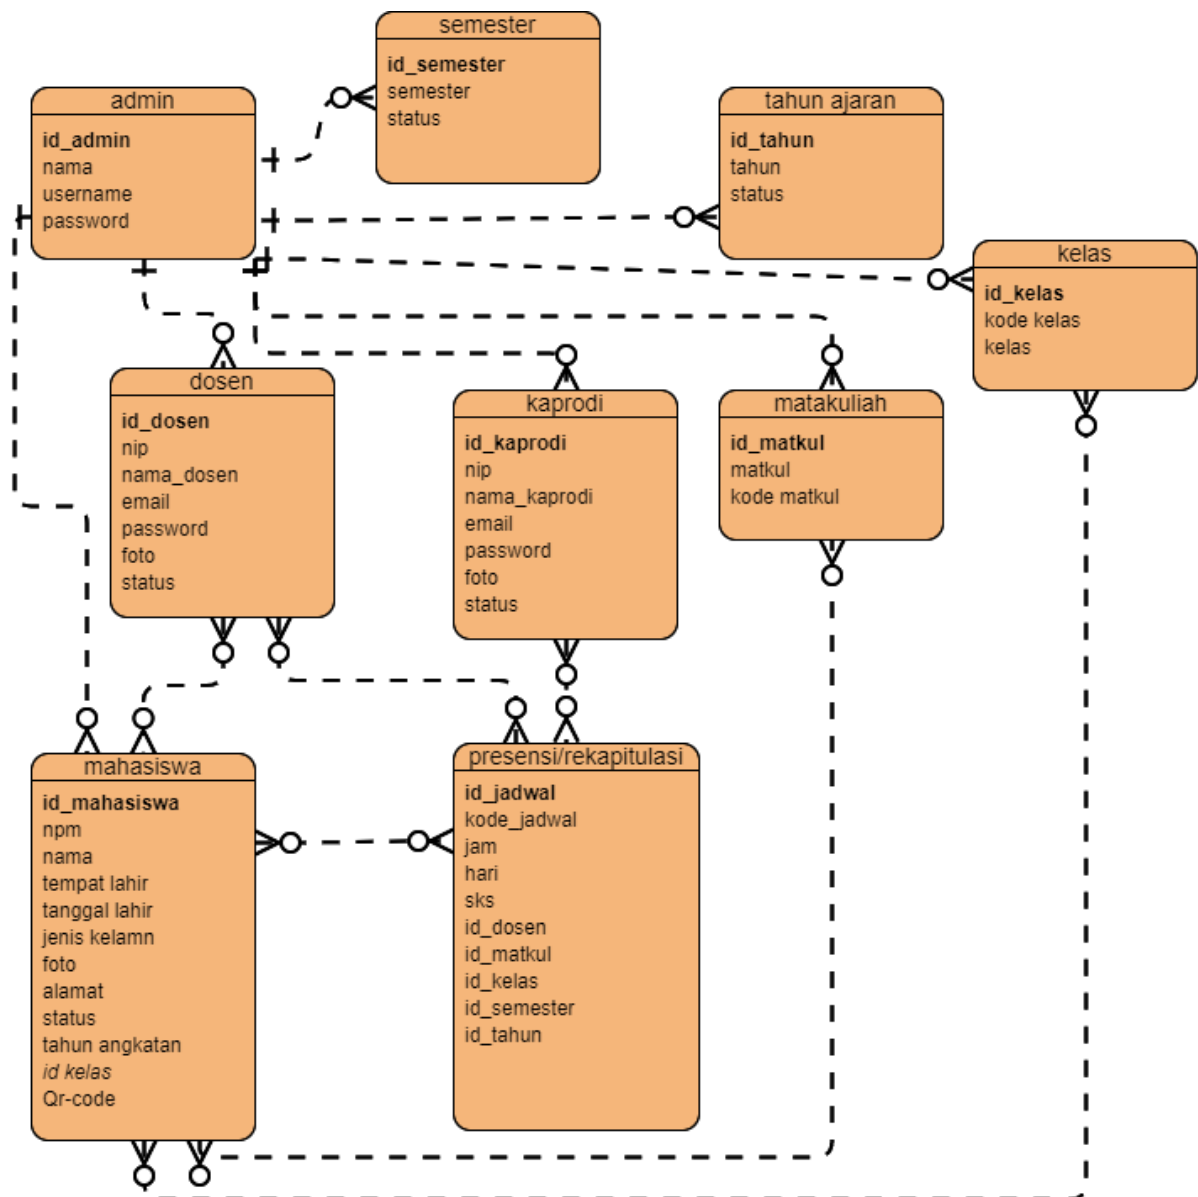 semester
id_semester
semester
status
admin
id_admin
nama
username
password
tahun ajaran
id_tahun
tahun
status
kelas
id_kelas
kode kelas
kelas
dosen
id_dosen
nip
nama_dosen
email
password
foto
status
kaprodi
id_kaprodi
nip
nama_kaprodi
email
password
foto
status
matakuliah
id_matkul
matkul
kode matkul
mahasiswa
id_mahasiswa
npm
nama
tempat lahir
tanggal lahir
jenis kelamn
foto
alamat
status
tahun angkatan
id kelas
Qr-code
presensi/rekapitulasi
id_jadwal
kode_jadwal
jam
hari
sks
id_dosen
id_matkul
id_kelas
id_semester
id_tahun